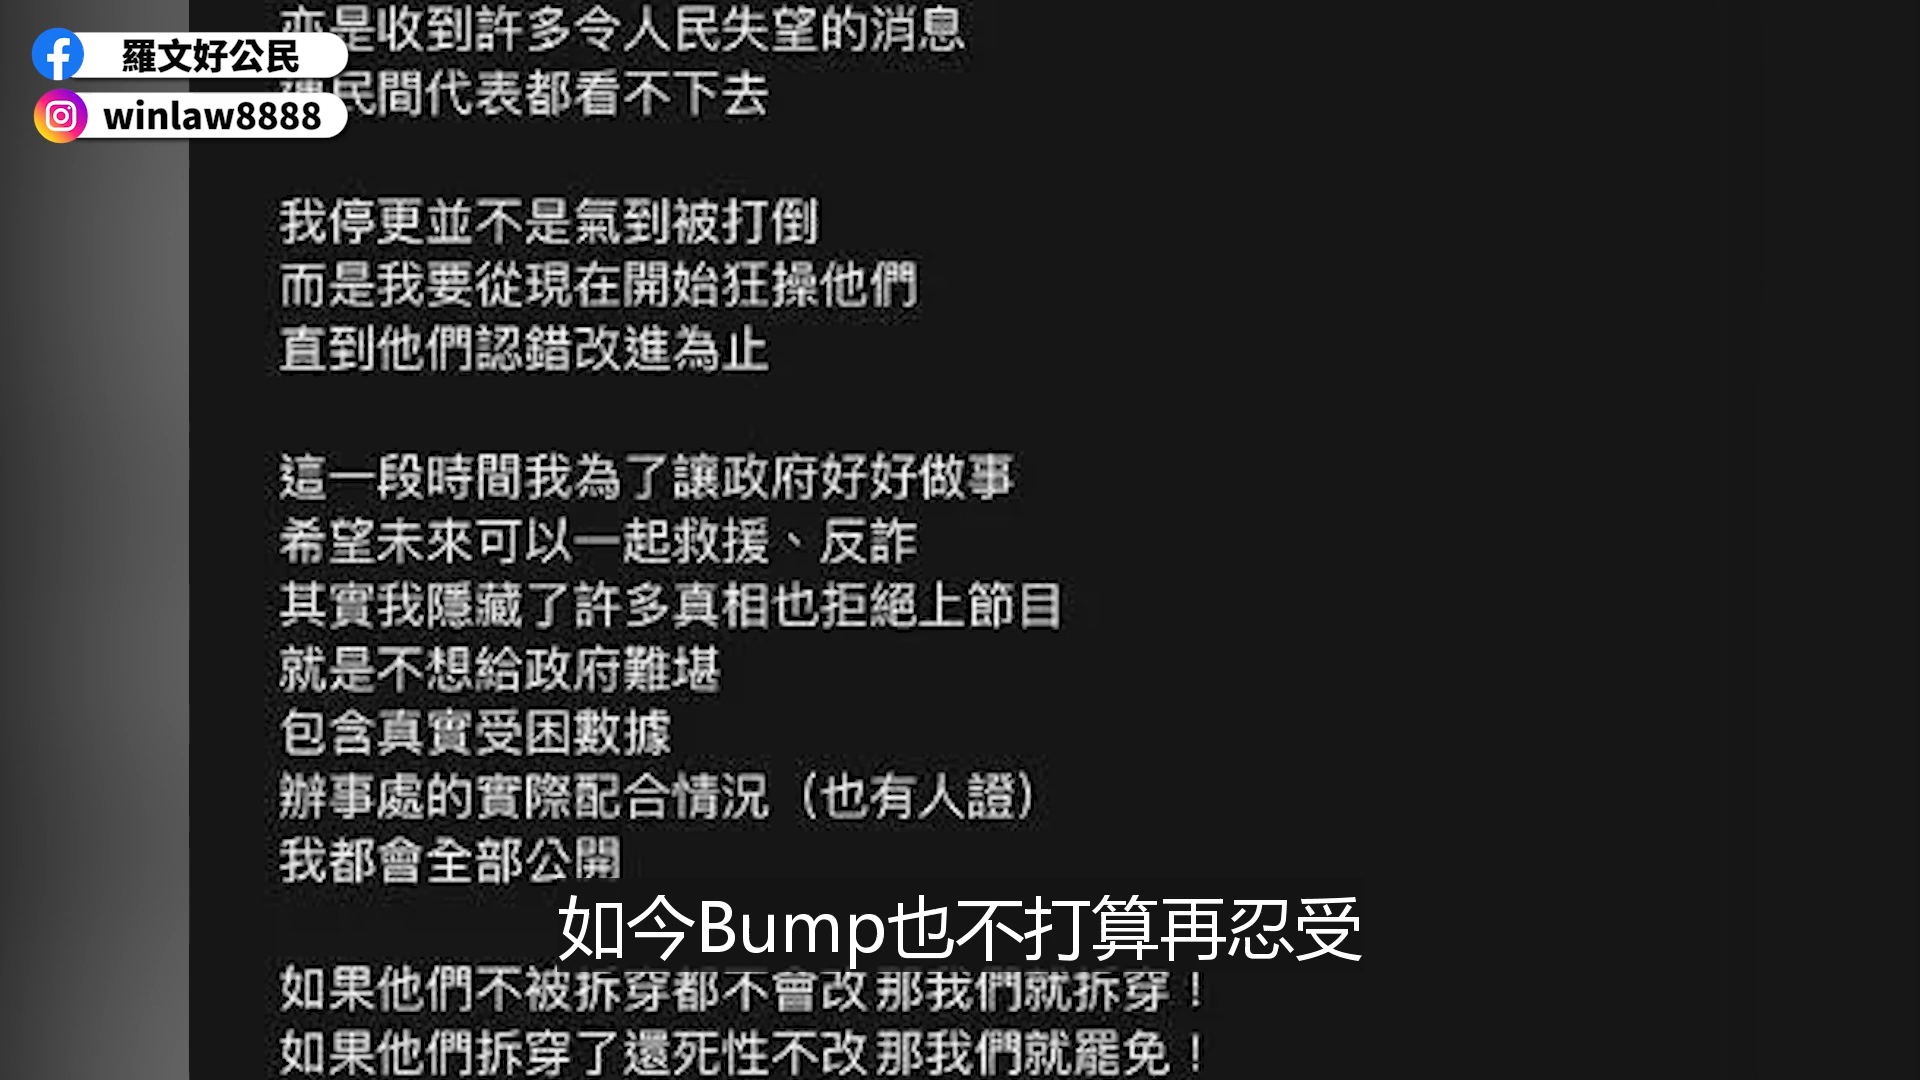 亦是收到許多令人民失望的消息
羅文好公民
民間代表都看不下去
winlaw8888
我停更並不是氣到被打倒
而是我要從現在開始狂操他們
直到他們認錯改進為止
這一段時間我為了讓政府好好做事
希望未來可以一起救援、反詐
其實我隱藏了許多真相也拒絕上節目
就是不想給政府難堪
包含真實受困數據
辦事處的實際配合情況（也有人證）
我都會全部公開
如今Bump也不打算再忍受
如果他們不被拆穿都不會改 那我們就拆穿！
如果他們拆穿了還死性不改 那我們就罷免！